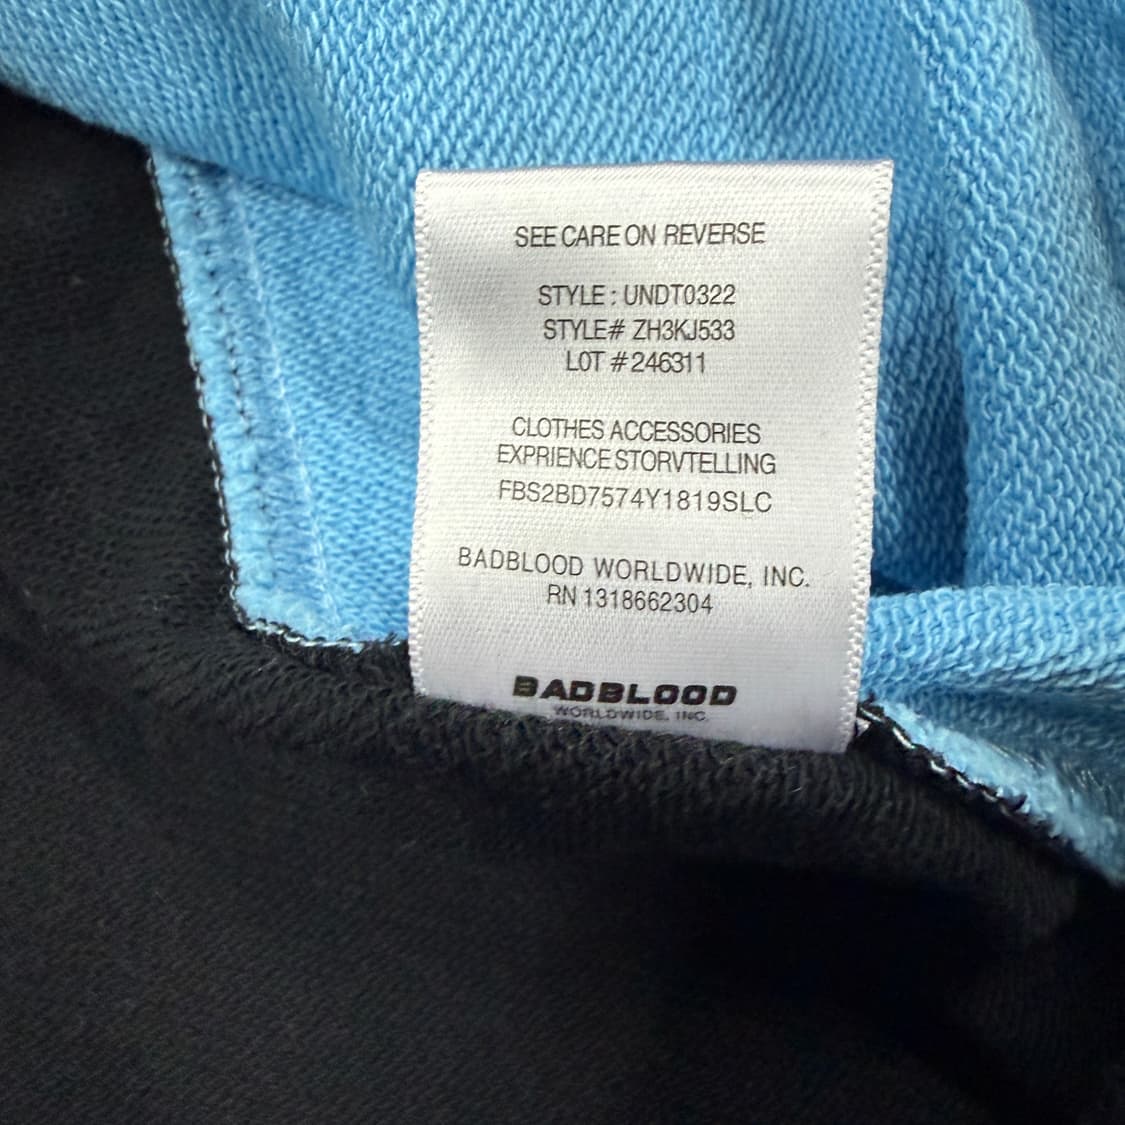 SEE CARE ON REVERSE
STYLE : UNDT0322
STYLE# ZH3KJ533
LOT # 246311
CLOTHES ACCESSORIES
EXPRIENCE STORVTELLING
FBS2BD7574Y1819SLC
BADBLOOD WORLDWIDE, INC.
RN 1318662304
BADBLOOD
WORLDWIDE, INC.